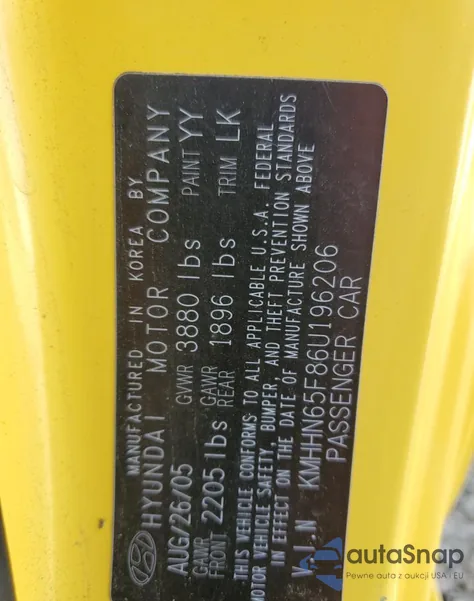 MANUFACTURED IN KOREA BY
HYUNDAI MOTOR COMPANY
AUG/26/05 GVWR 3880 lbs PAINT YY
GAWR FRONT 2205 lbs GAWR REAR 1896 lbs TRIM LK
THIS VEHICLE CONFORMS TO ALL APPLICABLE U.S.A. FEDERAL
MOTOR VEHICLE SAFETY, BUMPER, AND THEFT PREVENTION STANDARDS
IN EFFECT ON THE DATE OF MANUFACTURE SHOWN ABOVE
V.I.N KMHHN65F86U196206
PASSENGER CAR
autaSnap
Pewne auta z aukcji USA i EU